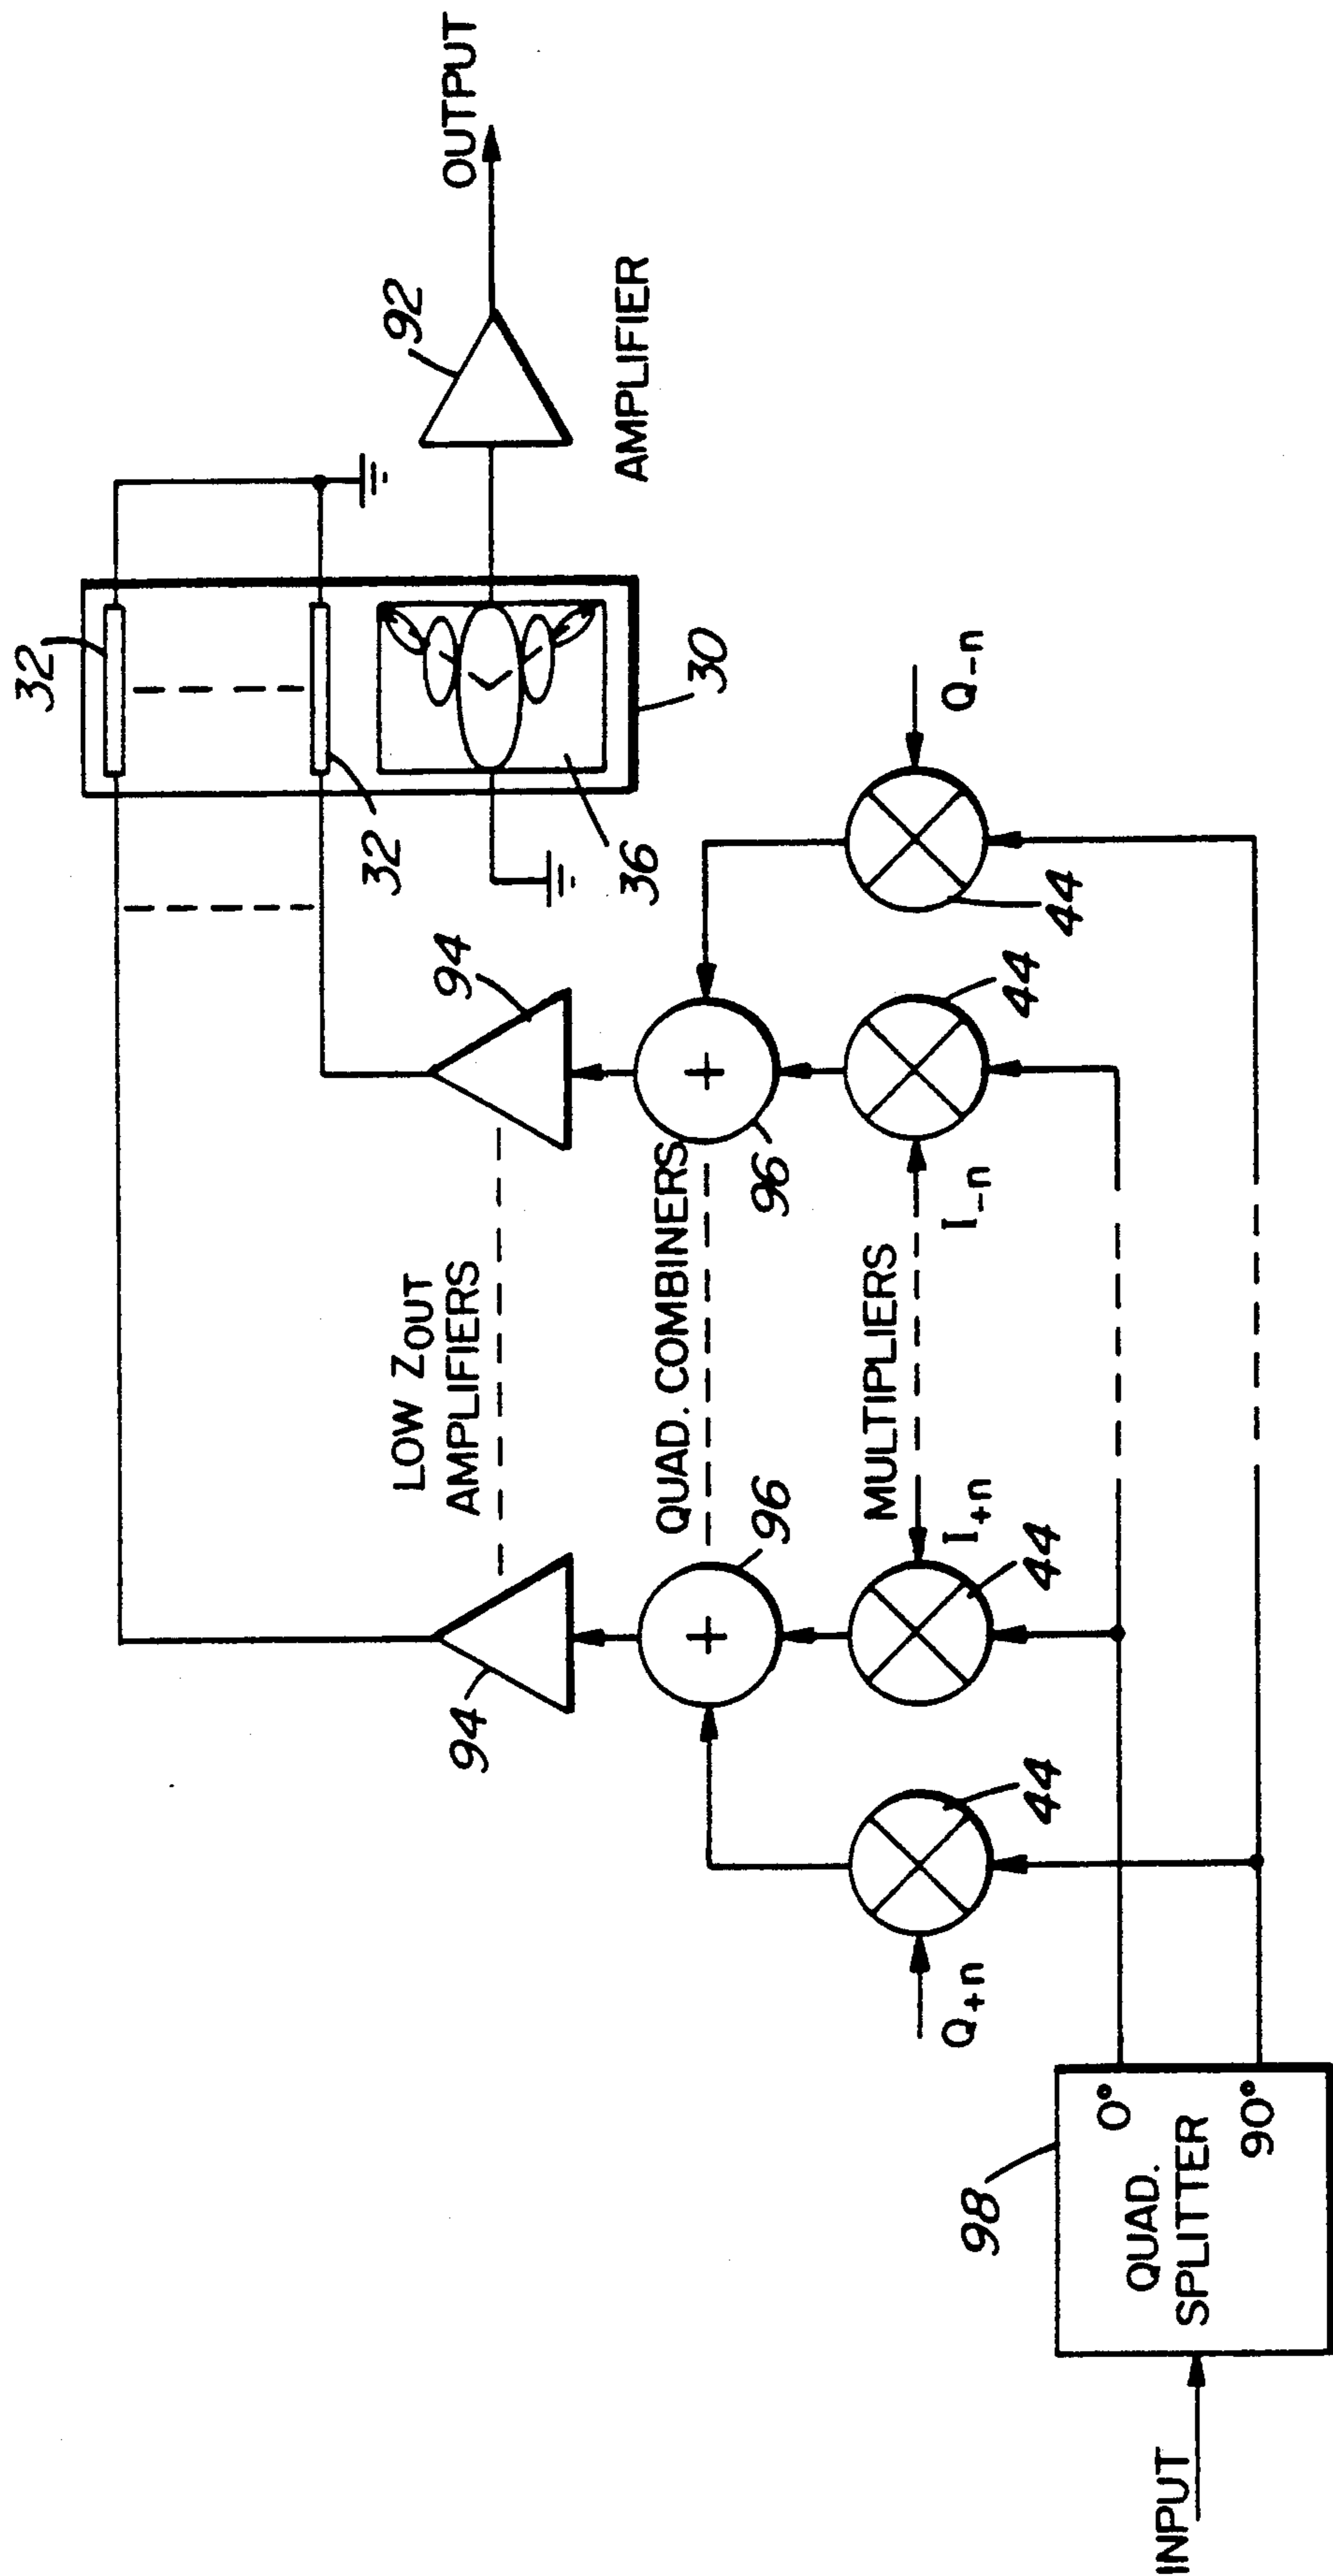 32
32
36
30
92
OUTPUT
AMPLIFIER
LOW ZOUT
AMPLIFIERS
94
94
QUAD. COMBINERS
96
96
MULTIPLIERS
Q+n
I+n
I-n
Q-n
44
44
44
44
98
INPUT
QUAD.
SPLITTER
0°
90°